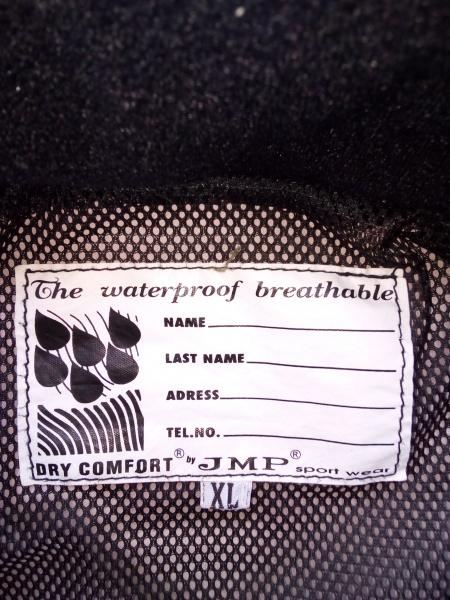 The waterproof breathable
NAME
LAST NAME
ADRESS
TEL.NO.
DRY COMFORT® by JMP® sport wear
XL